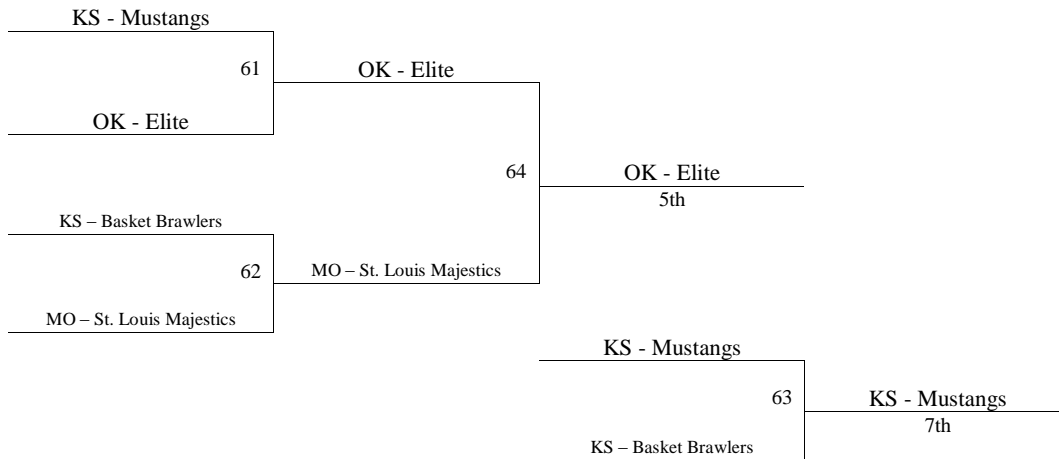 KS - Mustangs
61
OK - Elite
OK - Elite
64
OK - Elite
5th
KS – Basket Brawlers
62
MO – St. Louis Majestics
MO – St. Louis Majestics
KS - Mustangs
63
KS - Mustangs
7th
KS – Basket Brawlers